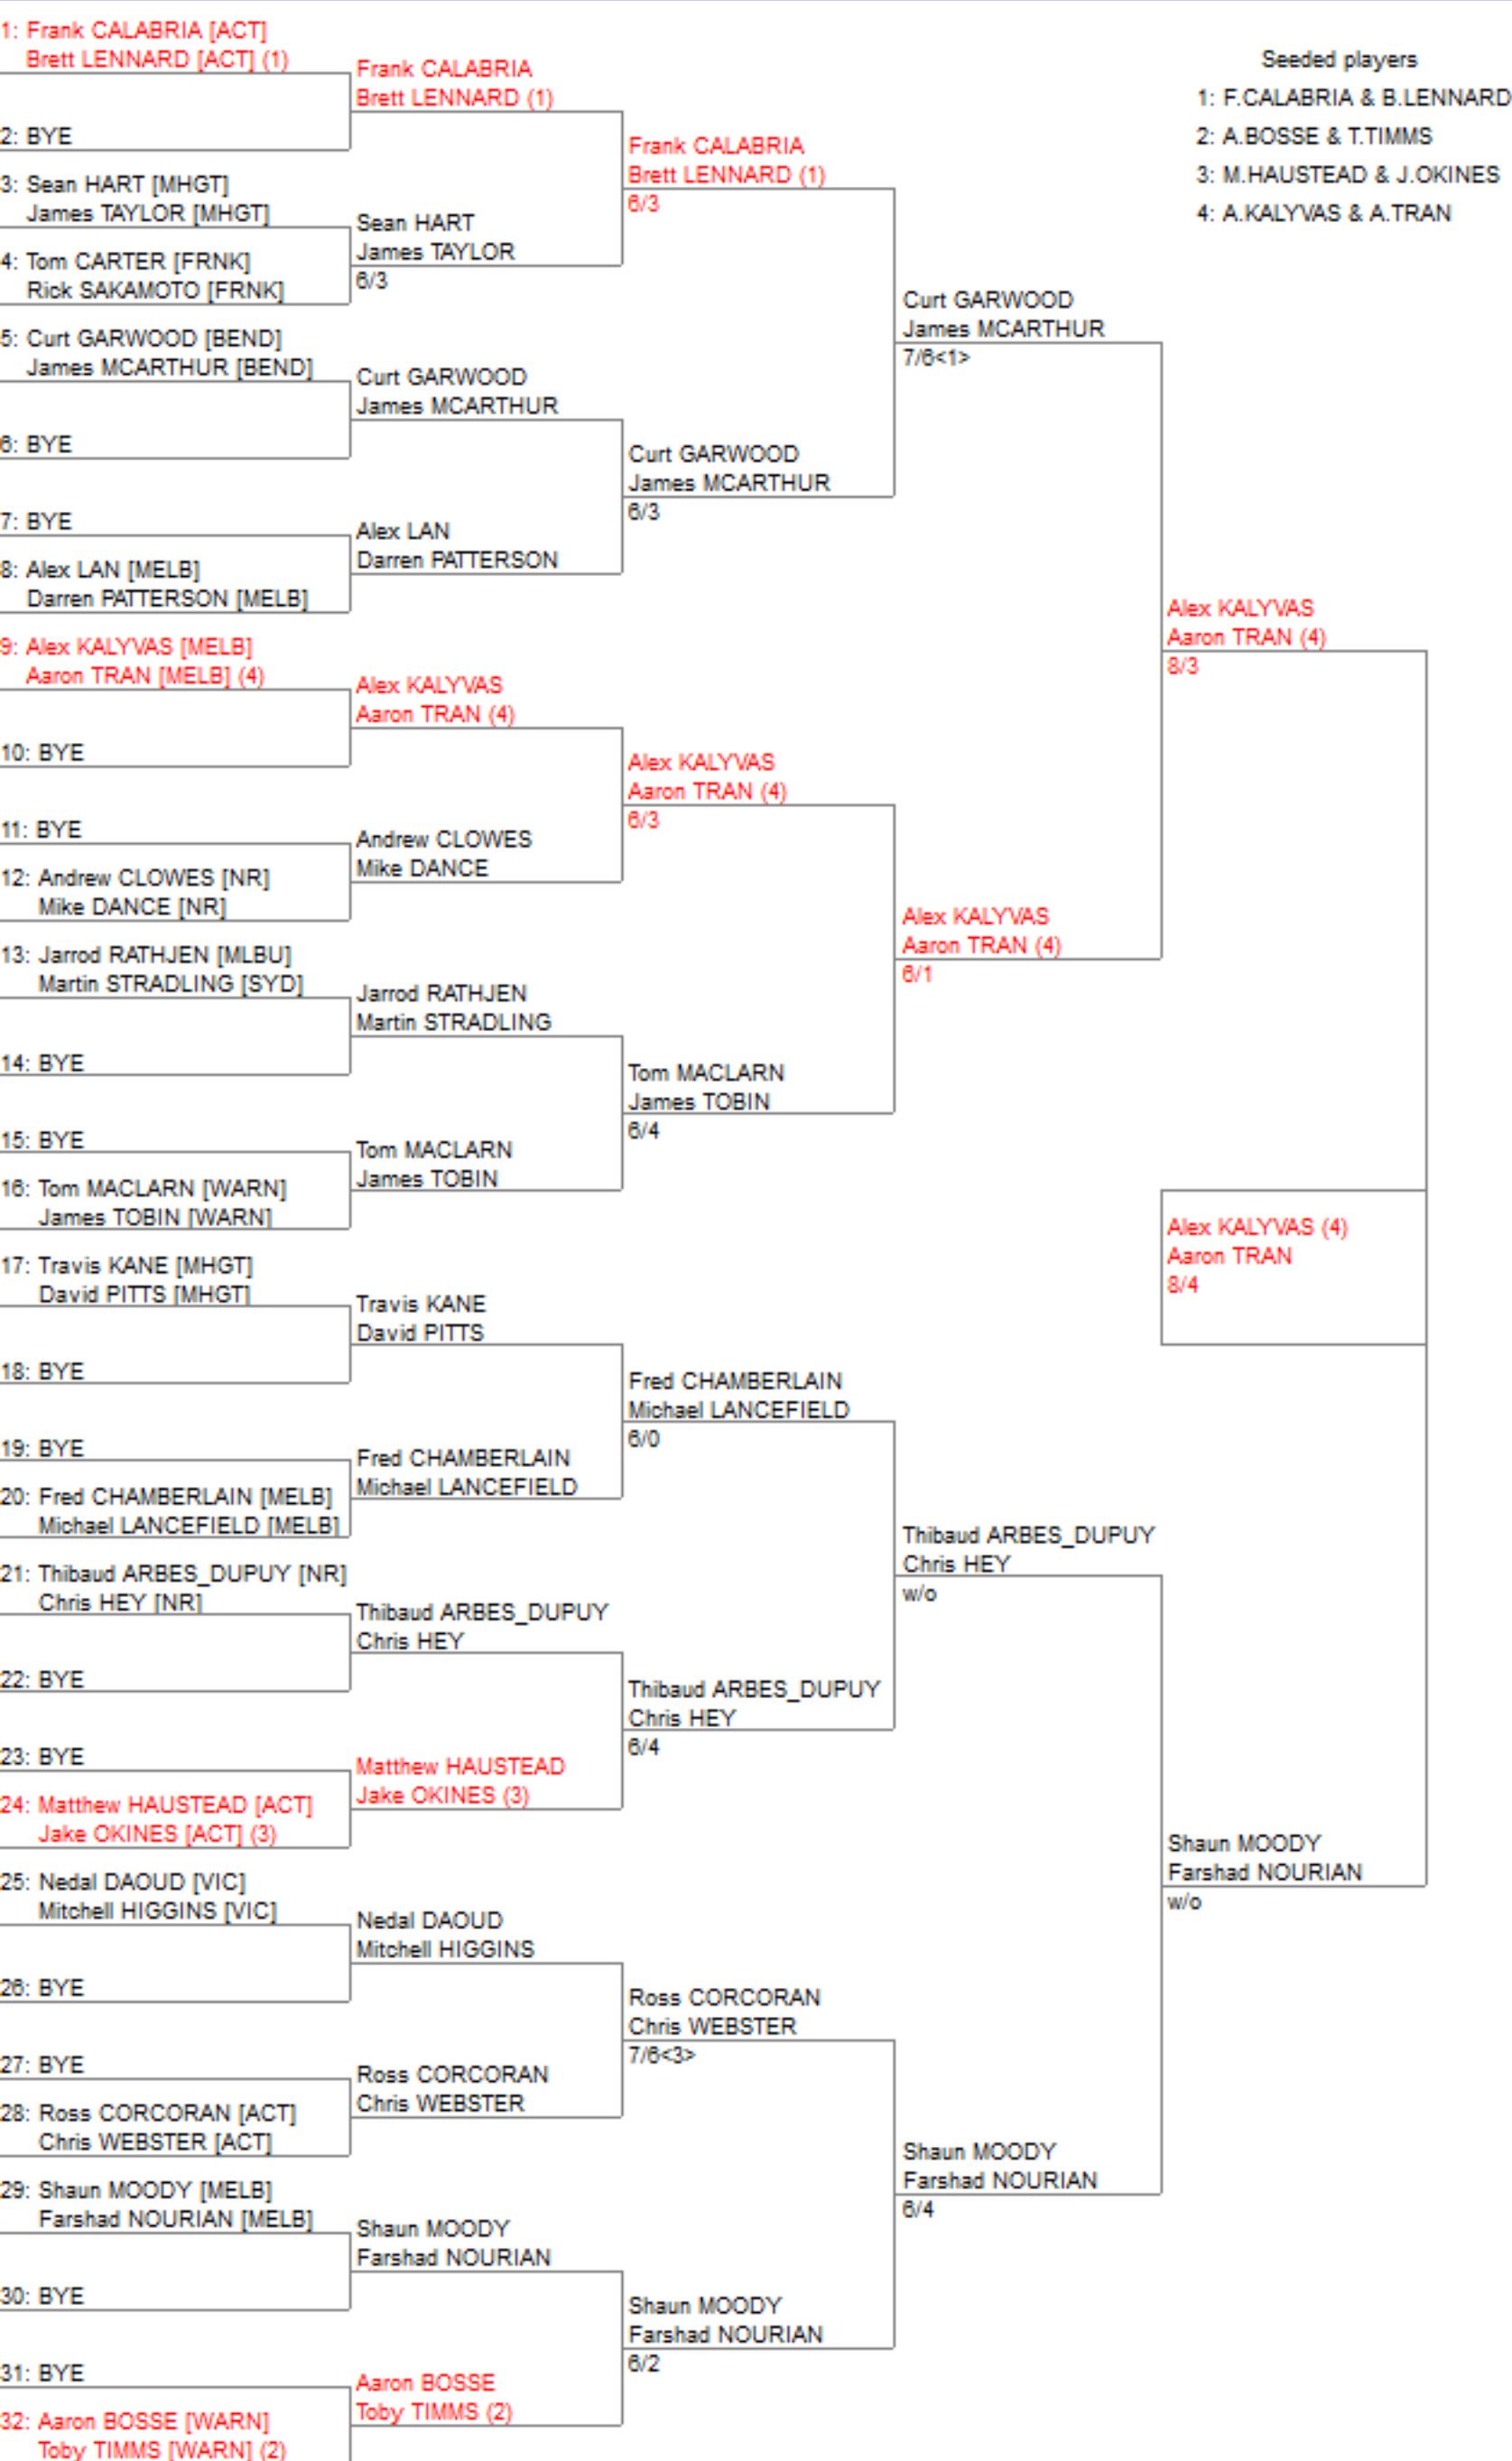 1: Frank CALABRIA [ACT]
Brett LENNARD [ACT] (1)
2: BYE
3: Sean HART [MHGT]
James TAYLOR [MHGT]
4: Tom CARTER [FRNK]
Rick SAKAMOTO [FRNK]
5: Curt GARWOOD [BEND]
James MCARTHUR [BEND]
6: BYE
7: BYE
8: Alex LAN [MELB]
Darren PATTERSON [MELB]
9: Alex KALYVAS [MELB]
Aaron TRAN [MELB] (4)
10: BYE
11: BYE
12: Andrew CLOWES [NR]
Mike DANCE [NR]
13: Jarrod RATHJEN [MLBU]
Martin STRADLING [SYD]
14: BYE
15: BYE
16: Tom MACLARN [WARN]
James TOBIN [WARN]
17: Travis KANE [MHGT]
David PITTS [MHGT]
18: BYE
19: BYE
20: Fred CHAMBERLAIN [MELB]
Michael LANCEFIELD [MELB]
21: Thibaud ARBES_DUPUY [NR]
Chris HEY [NR]
22: BYE
23: BYE
24: Matthew HAUSTEAD [ACT]
Jake OKINES [ACT] (3)
25: Nedal DAOUD [VIC]
Mitchell HIGGINS [VIC]
26: BYE
27: BYE
28: Ross CORCORAN [ACT]
Chris WEBSTER [ACT]
29: Shaun MOODY [MELB]
Farshad NOURIAN [MELB]
30: BYE
31: BYE
32: Aaron BOSSE [WARN]
Toby TIMMS [WARN] (2)
Frank CALABRIA
Brett LENNARD (1)
Sean HART
James TAYLOR
6/3
Curt GARWOOD
James MCARTHUR
Alex LAN
Darren PATTERSON
Alex KALYVAS
Aaron TRAN (4)
Andrew CLOWES
Mike DANCE
Jarrod RATHJEN
Martin STRADLING
Tom MACLARN
James TOBIN
Travis KANE
David PITTS
Fred CHAMBERLAIN
Michael LANCEFIELD
Thibaud ARBES_DUPUY
Chris HEY
Matthew HAUSTEAD
Jake OKINES (3)
Nedal DAOUD
Mitchell HIGGINS
Ross CORCORAN
Chris WEBSTER
Shaun MOODY
Farshad NOURIAN
Aaron BOSSE
Toby TIMMS (2)
Frank CALABRIA
Brett LENNARD (1)
6/3
Curt GARWOOD
James MCARTHUR
6/3
Alex KALYVAS
Aaron TRAN (4)
6/3
Tom MACLARN
James TOBIN
6/4
Fred CHAMBERLAIN
Michael LANCEFIELD
6/0
Thibaud ARBES_DUPUY
Chris HEY
6/4
Ross CORCORAN
Chris WEBSTER
7/6<3>
Shaun MOODY
Farshad NOURIAN
6/2
Curt GARWOOD
James MCARTHUR
7/6<1>
Alex KALYVAS
Aaron TRAN (4)
6/1
Thibaud ARBES_DUPUY
Chris HEY
w/o
Shaun MOODY
Farshad NOURIAN
6/4
Alex KALYVAS
Aaron TRAN (4)
8/3
Shaun MOODY
Farshad NOURIAN
w/o
Alex KALYVAS (4)
Aaron TRAN
8/4
Seeded players
1: F.CALABRIA & B.LENNARD
2: A.BOSSE & T.TIMMS
3: M.HAUSTEAD & J.OKINES
4: A.KALYVAS & A.TRAN